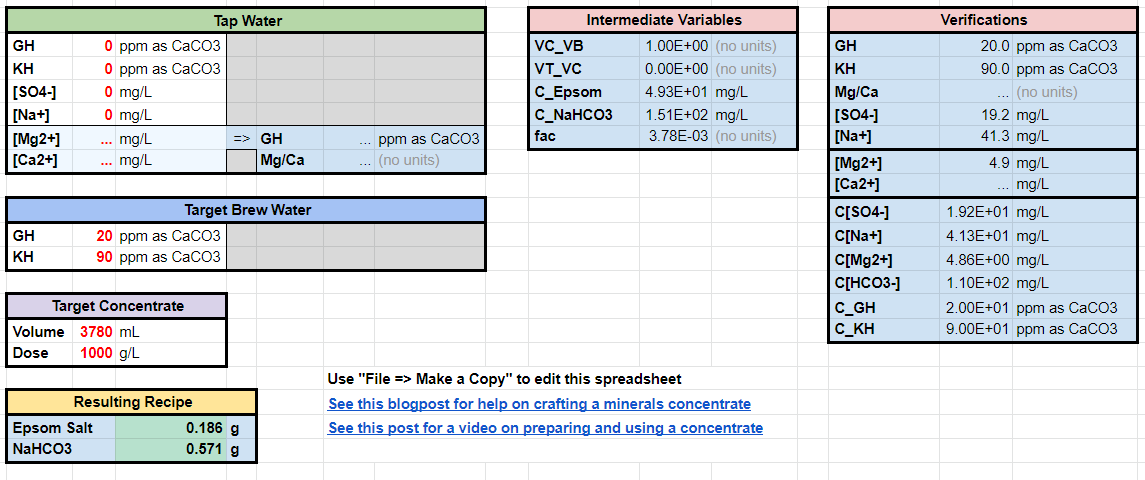 Tap Water
GH 0 ppm as CaCO3
KH 0 ppm as CaCO3
[SO4-] 0 mg/L
[Na+] 0 mg/L
[Mg2+] ... mg/L => GH ... ppm as CaCO3
[Ca2+] ... mg/L Mg/Ca ... (no units)
Target Brew Water
GH 20 ppm as CaCO3
KH 90 ppm as CaCO3
Target Concentrate
Volume 3780 mL
Dose 1000 g/L
Resulting Recipe
Epsom Salt 0.186 g
NaHCO3 0.571 g
Intermediate Variables
VC_VB 1.00E+00 (no units)
VT_VC 0.00E+00 (no units)
C_Epsom 4.93E+01 mg/L
C_NaHCO3 1.51E+02 mg/L
fac 3.78E-03 (no units)
Use "File => Make a Copy" to edit this spreadsheet
See this blogpost for help on crafting a minerals concentrate
See this post for a video on preparing and using a concentrate
Verifications
GH 20.0 ppm as CaCO3
KH 90.0 ppm as CaCO3
Mg/Ca ... (no units)
[SO4-] 19.2 mg/L
[Na+] 41.3 mg/L
[Mg2+] 4.9 mg/L
[Ca2+] ... mg/L
C[SO4-] 1.92E+01 mg/L
C[Na+] 4.13E+01 mg/L
C[Mg2+] 4.86E+00 mg/L
C[HCO3-] 1.10E+02 mg/L
C_GH 2.00E+01 ppm as CaCO3
C_KH 9.00E+01 ppm as CaCO3